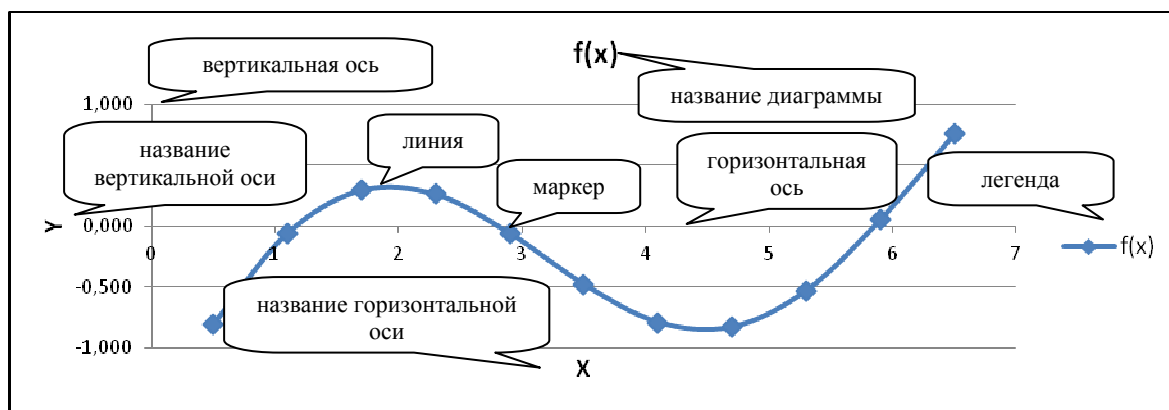 f(x)
вертикальная ось
название диаграммы
1,000
линия
название
вертикальной оси
горизонтальная
ось
маркер
легенда
Y
0,000
0 1 2 3 4 5 6 7
f(x)
-0,500
название горизонтальной
оси
-1,000
X